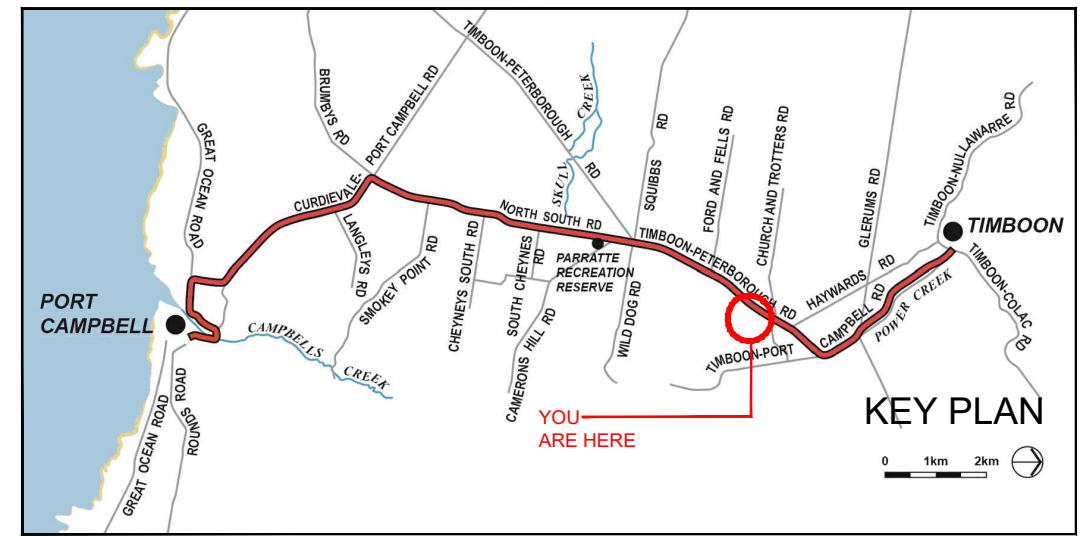 TIMBOON-PETERBOROUGH
RD
BRUMBYS RD
CURDIEVALE-
PORT CAMPBELL RD
GREAT OCEAN ROAD
SKULL
CREEK
SQUIBBS
RD
FORD AND FELLS RD
CHURCH AND TROTTERS RD
GLERUMS RD
TIMBOON-NULLAWARRE RD
TIMBOON
TIMBOON-COLAC
RD
NORTH SOUTH RD
TIMBOON-PETERBOROUGH RD
HAYWARDS RD
TIMBOON-PORT
CAMPBELL RD
POWER CREEK
LANGLEYS RD
SMOKEY POINT RD
CHEYNEYS SOUTH RD
SOUTH CHEYNES
RD
CAMERONS HILL RD
PARRATTE
RECREATION
RESERVE
WILD DOG RD
PORT
CAMPBELL
CAMPBELLS
CREEK
GREAT OCEAN ROAD
ROUNDS ROAD
YOU
ARE HERE
KEY PLAN
0 1km 2km